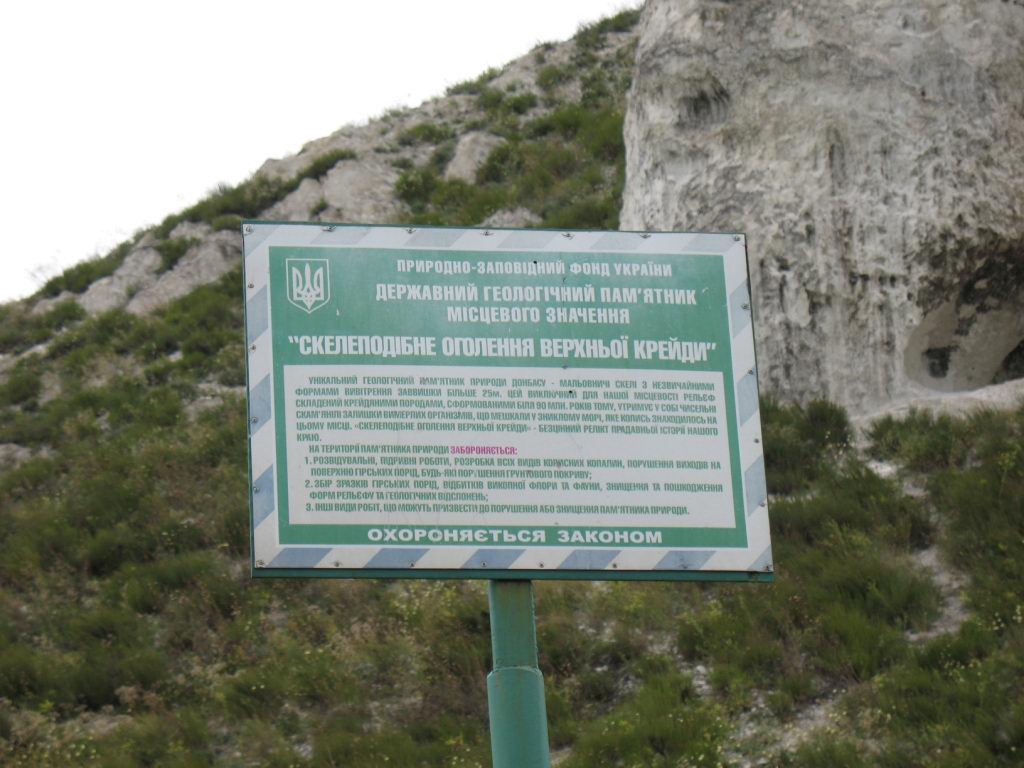 ПРИРОДНО-ЗАПОВІДНИЙ ФОНД УКРАЇНИ
ДЕРЖАВНИЙ ГЕОЛОГІЧНИЙ ПАМ'ЯТНИК
МІСЦЕВОГО ЗНАЧЕННЯ
"СКЕЛЕПОДІБНЕ ОГОЛЕННЯ ВЕРХНЬОЇ КРЕЙДИ"
УНІКАЛЬНИЙ ГЕОЛОГІЧНИЙ ПАМ'ЯТНИК ПРИРОДИ ДОНБАСУ - МАЛЬОВНИЧІ СКЕЛІ З НЕЗВИЧАЙНИМИ
ФОРМАМИ ВИВІТРЕННЯ ЗАВВИШКИ БІЛЬШЕ 25м. ЦЕЙ ВИКЛЮЧНИЙ ДЛЯ НАШОЇ МІСЦЕВОСТІ РЕЛЬЄФ
СКЛАДЕНИЙ КРЕЙДЯНИМИ ПОРОДАМИ, СФОРМОВАНИМИ БІЛЯ 90 МЛН. РОКІВ ТОМУ, УТРИМУЄ У СОБІ ЧИСЕЛЬНІ
СКАМ'ЯНІЛІ ЗАЛИШКИ ВИМЕРЛИХ ОРГАНІЗМІВ, ЩО МЕШКАЛИ У ЗНИКЛОМУ МОРІ, ЯКЕ КОЛИСЬ ЗНАХОДИЛОСЬ НА
ЦЬОМУ МІСЦІ. «СКЕЛЕПОДІБНЕ ОГОЛЕННЯ ВЕРХНЬОЇ КРЕЙДИ» - БЕЗЦІННИЙ РЕЛІКТ ПРАДАВНЬОЇ ІСТОРІЇ НАШОГО
КРАЮ.
НА ТЕРИТОРІЇ ПАМ'ЯТНИКА ПРИРОДИ ЗАБОРОНЯЄТЬСЯ:
1. РОЗВІДУВАЛЬНІ, ПІДРИВНІ РОБОТИ, РОЗРОБКА ВСІХ ВИДІВ КОРИСНИХ КОПАЛИН, ПОРУШЕННЯ ВИХОДІВ НА
ПОВЕРХНЮ ГІРСЬКИХ ПОРІД, БУДЬ-ЯКІ ПОРУШЕННЯ ҐРУНТОВОГО ПОКРИВУ;
2. ЗБІР ЗРАЗКІВ ГІРСЬКИХ ПОРІД, ВІДБИТКІВ ВИКОПНОЇ ФЛОРИ ТА ФАУНИ, ЗНИЩЕННЯ ТА ПОШКОДЖЕННЯ
ФОРМ РЕЛЬЄФУ ТА ГЕОЛОГІЧНИХ ВІДСЛОНЕНЬ;
3. ІНШІ ВИДИ РОБІТ, ЩО МОЖУТЬ ПРИЗВЕСТИ ДО ПОРУШЕННЯ АБО ЗНИЩЕННЯ ПАМ'ЯТНИКА ПРИРОДИ.
ОХОРОНЯЄТЬСЯ ЗАКОНОМ